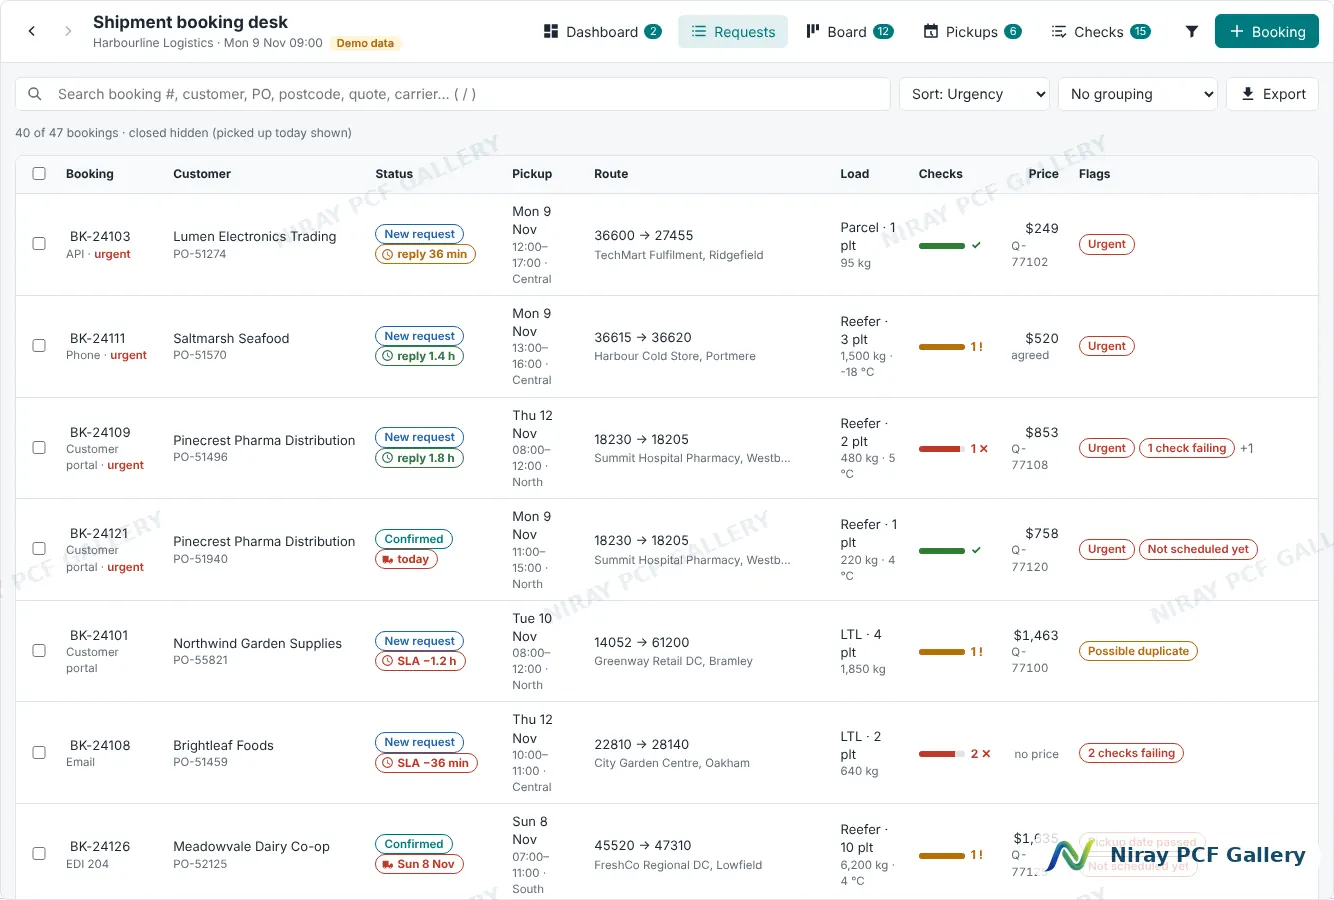 Shipment booking desk
Harbourline Logistics · Mon 9 Nov 09:00 Demo data
Dashboard 2
Requests
Board 12
Pickups 6
Checks 15
+ Booking
Search booking #, customer, PO, postcode, quote, carrier... ( / )
Sort: Urgency
No grouping
Export
40 of 47 bookings · closed hidden (picked up today shown)
Booking Customer Status Pickup Route Load Checks Price Flags
BK-24103
API · urgent
Lumen Electronics Trading
PO-51274
New request
reply 36 min
Mon 9
Nov
12:00–
17:00 ·
Central
36600 → 27455
TechMart Fulfilment, Ridgefield
Parcel · 1
plt
95 kg
✓
$249
Q-
77102
Urgent
BK-24111
Phone · urgent
Saltmarsh Seafood
PO-51570
New request
reply 1.4 h
Mon 9
Nov
13:00–
16:00 ·
Central
36615 → 36620
Harbour Cold Store, Portmere
Reefer ·
3 plt
1,500 kg ·
-18 °C
1 !
$520
agreed
Urgent
BK-24109
Customer
portal · urgent
Pinecrest Pharma Distribution
PO-51496
New request
reply 1.8 h
Thu 12
Nov
08:00–
12:00 ·
North
18230 → 18205
Summit Hospital Pharmacy, Westb...
Reefer ·
2 plt
480 kg · 5
°C
1 ✕
$853
Q-
77108
Urgent
1 check failing
+1
BK-24121
Customer
portal · urgent
Pinecrest Pharma Distribution
PO-51940
Confirmed
today
Mon 9
Nov
11:00–
15:00 ·
North
18230 → 18205
Summit Hospital Pharmacy, Westb...
Reefer · 1
plt
220 kg · 4
°C
✓
$758
Q-
77120
Urgent
Not scheduled yet
BK-24101
Customer
portal
Northwind Garden Supplies
PO-55821
New request
SLA −1.2 h
Tue 10
Nov
08:00–
12:00 ·
North
14052 → 61200
Greenway Retail DC, Bramley
LTL · 4
plt
1,850 kg
1 !
$1,463
Q-
77100
Possible duplicate
BK-24108
Email
Brightleaf Foods
PO-51459
New request
SLA −36 min
Thu 12
Nov
10:00–
11:00 ·
Central
22810 → 28140
City Garden Centre, Oakham
LTL · 2
plt
640 kg
2 ✕
no price
2 checks failing
BK-24126
EDI 204
Meadowvale Dairy Co-op
PO-52125
Confirmed
Sun 8 Nov
Sun 8
Nov
07:00–
11:00 ·
South
45520 → 47310
FreshCo Regional DC, Lowfield
Reefer ·
10 plt
6,200 kg ·
4 °C
1 !
Q-
Pickup date passed
Not scheduled yet
Niray PCF Gallery
NIRAY PCF GALLERY
NIRAY PCF GALLERY
NIRAY PCF GALLERY